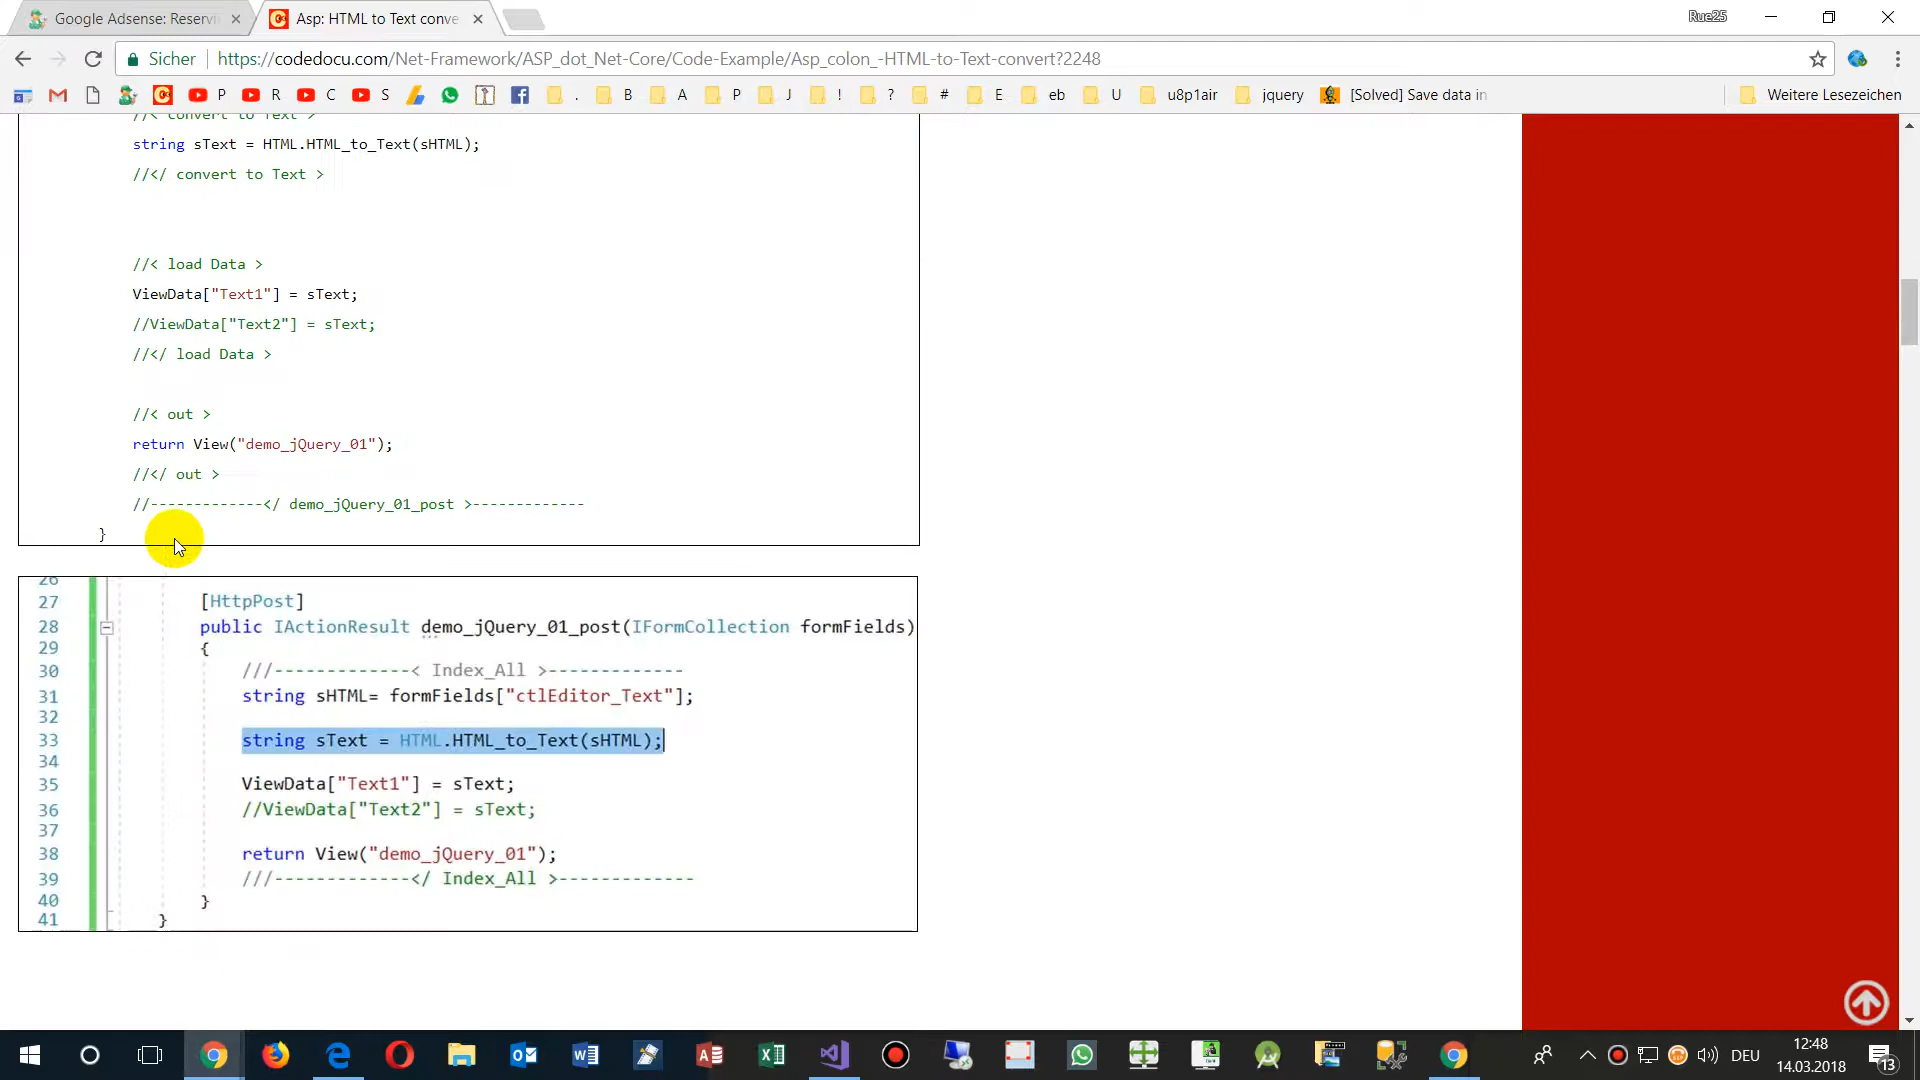 Google Adsense: Reservi
Asp: HTML to Text conve
Rue25
Sicher
https://codedocu.com/Net-Framework/ASP_dot_Net-Core/Code-Example/Asp_colon_-HTML-to-Text-convert?2248
P R C S . B A P J ! ? # E eb U u8p1air jquery [Solved] Save data in Weitere Lesezeichen
//< convert to Text >
string sText = HTML.HTML_to_Text(sHTML);
//</ convert to Text >
//< load Data >
ViewData["Text1"] = sText;
//ViewData["Text2"] = sText;
//</ load Data >
//< out >
return View("demo_jQuery_01");
//</ out >
//-------------</ demo_jQuery_01_post >-------------
}
26
27 [HttpPost]
28 public IActionResult demo_jQuery_01_post(IFormCollection formFields)
29 {
30 ///-------------< Index_All >-------------
31 string sHTML= formFields["ctlEditor_Text"];
32
33 string sText = HTML.HTML_to_Text(sHTML);
34
35 ViewData["Text1"] = sText;
36 //ViewData["Text2"] = sText;
37
38 return View("demo_jQuery_01");
39 ///-------------</ Index_All >-------------
40 }
41 }
DEU
12:48
14.03.2018
13